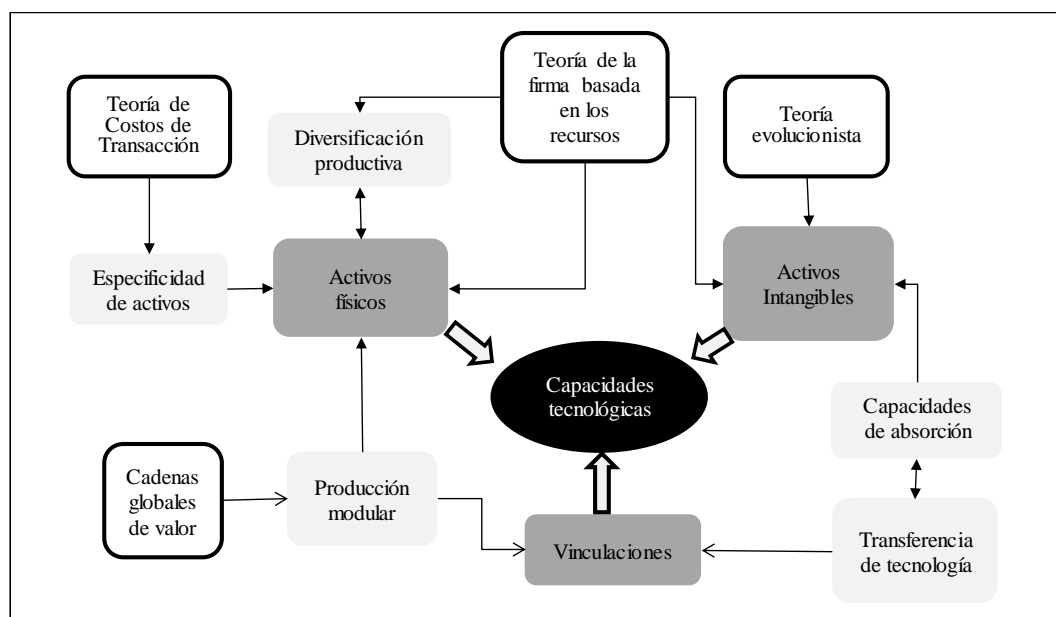 Teoría de
Costos de
Transacción
Diversificación
productiva
Teoría de la
firma basada
en los
recursos
Teoría
evolucionista
Especificidad
de activos
Activos
físicos
Activos
Intangibles
Capacidades
tecnológicas
Capacidades
de absorción
Cadenas
globales
de valor
Producción
modular
Vinculaciones
Transferencia
de tecnología